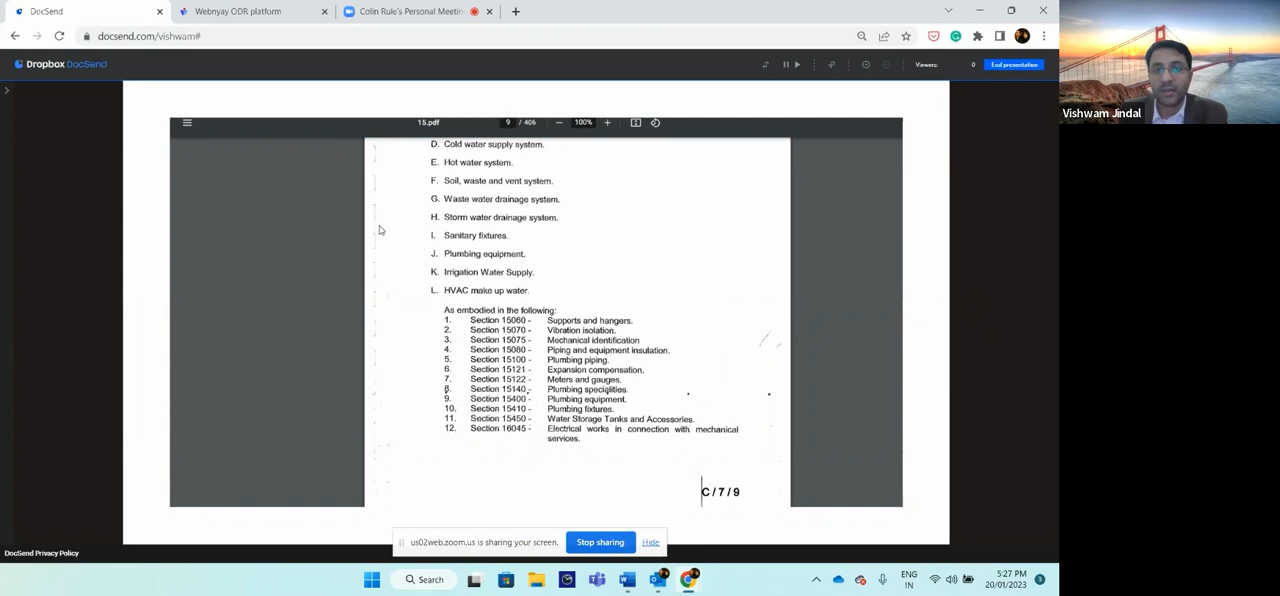 DocSend
Webnyay ODR platform
Colin Rule's Personal Meetin
docsend.com/vishwam#
Dropbox DocSend
Viewers: 0
End presentation
15.pdf
9 / 406
100%
D. Cold water supply system.
E. Hot water system.
F. Soil, waste and vent system.
G. Waste water drainage system.
H. Storm water drainage system.
I. Sanitary fixtures.
J. Plumbing equipment.
K. Irrigation Water Supply.
L. HVAC make up water.
As embodied in the following:
1. Section 15060 - Supports and hangers.
2. Section 15070 - Vibration isolation.
3. Section 15075 - Mechanical identification
4. Section 15080 - Piping and equipment insulation.
5. Section 15100 - Plumbing piping.
6. Section 15121 - Expansion compensation.
7. Section 15122 - Meters and gauges.
8. Section 15140 - Plumbing specialities.
9. Section 15400 - Plumbing equipment.
10. Section 15410 - Plumbing fixtures.
11. Section 15450 - Water Storage Tanks and Accessories.
12. Section 16045 - Electrical works in connection with mechanical
services.
C / 7 / 9
us02web.zoom.us is sharing your screen.
Stop sharing
Hide
DocSend Privacy Policy
Search
ENG
IN
5:27 PM
20/01/2023
3
Vishwam Jindal